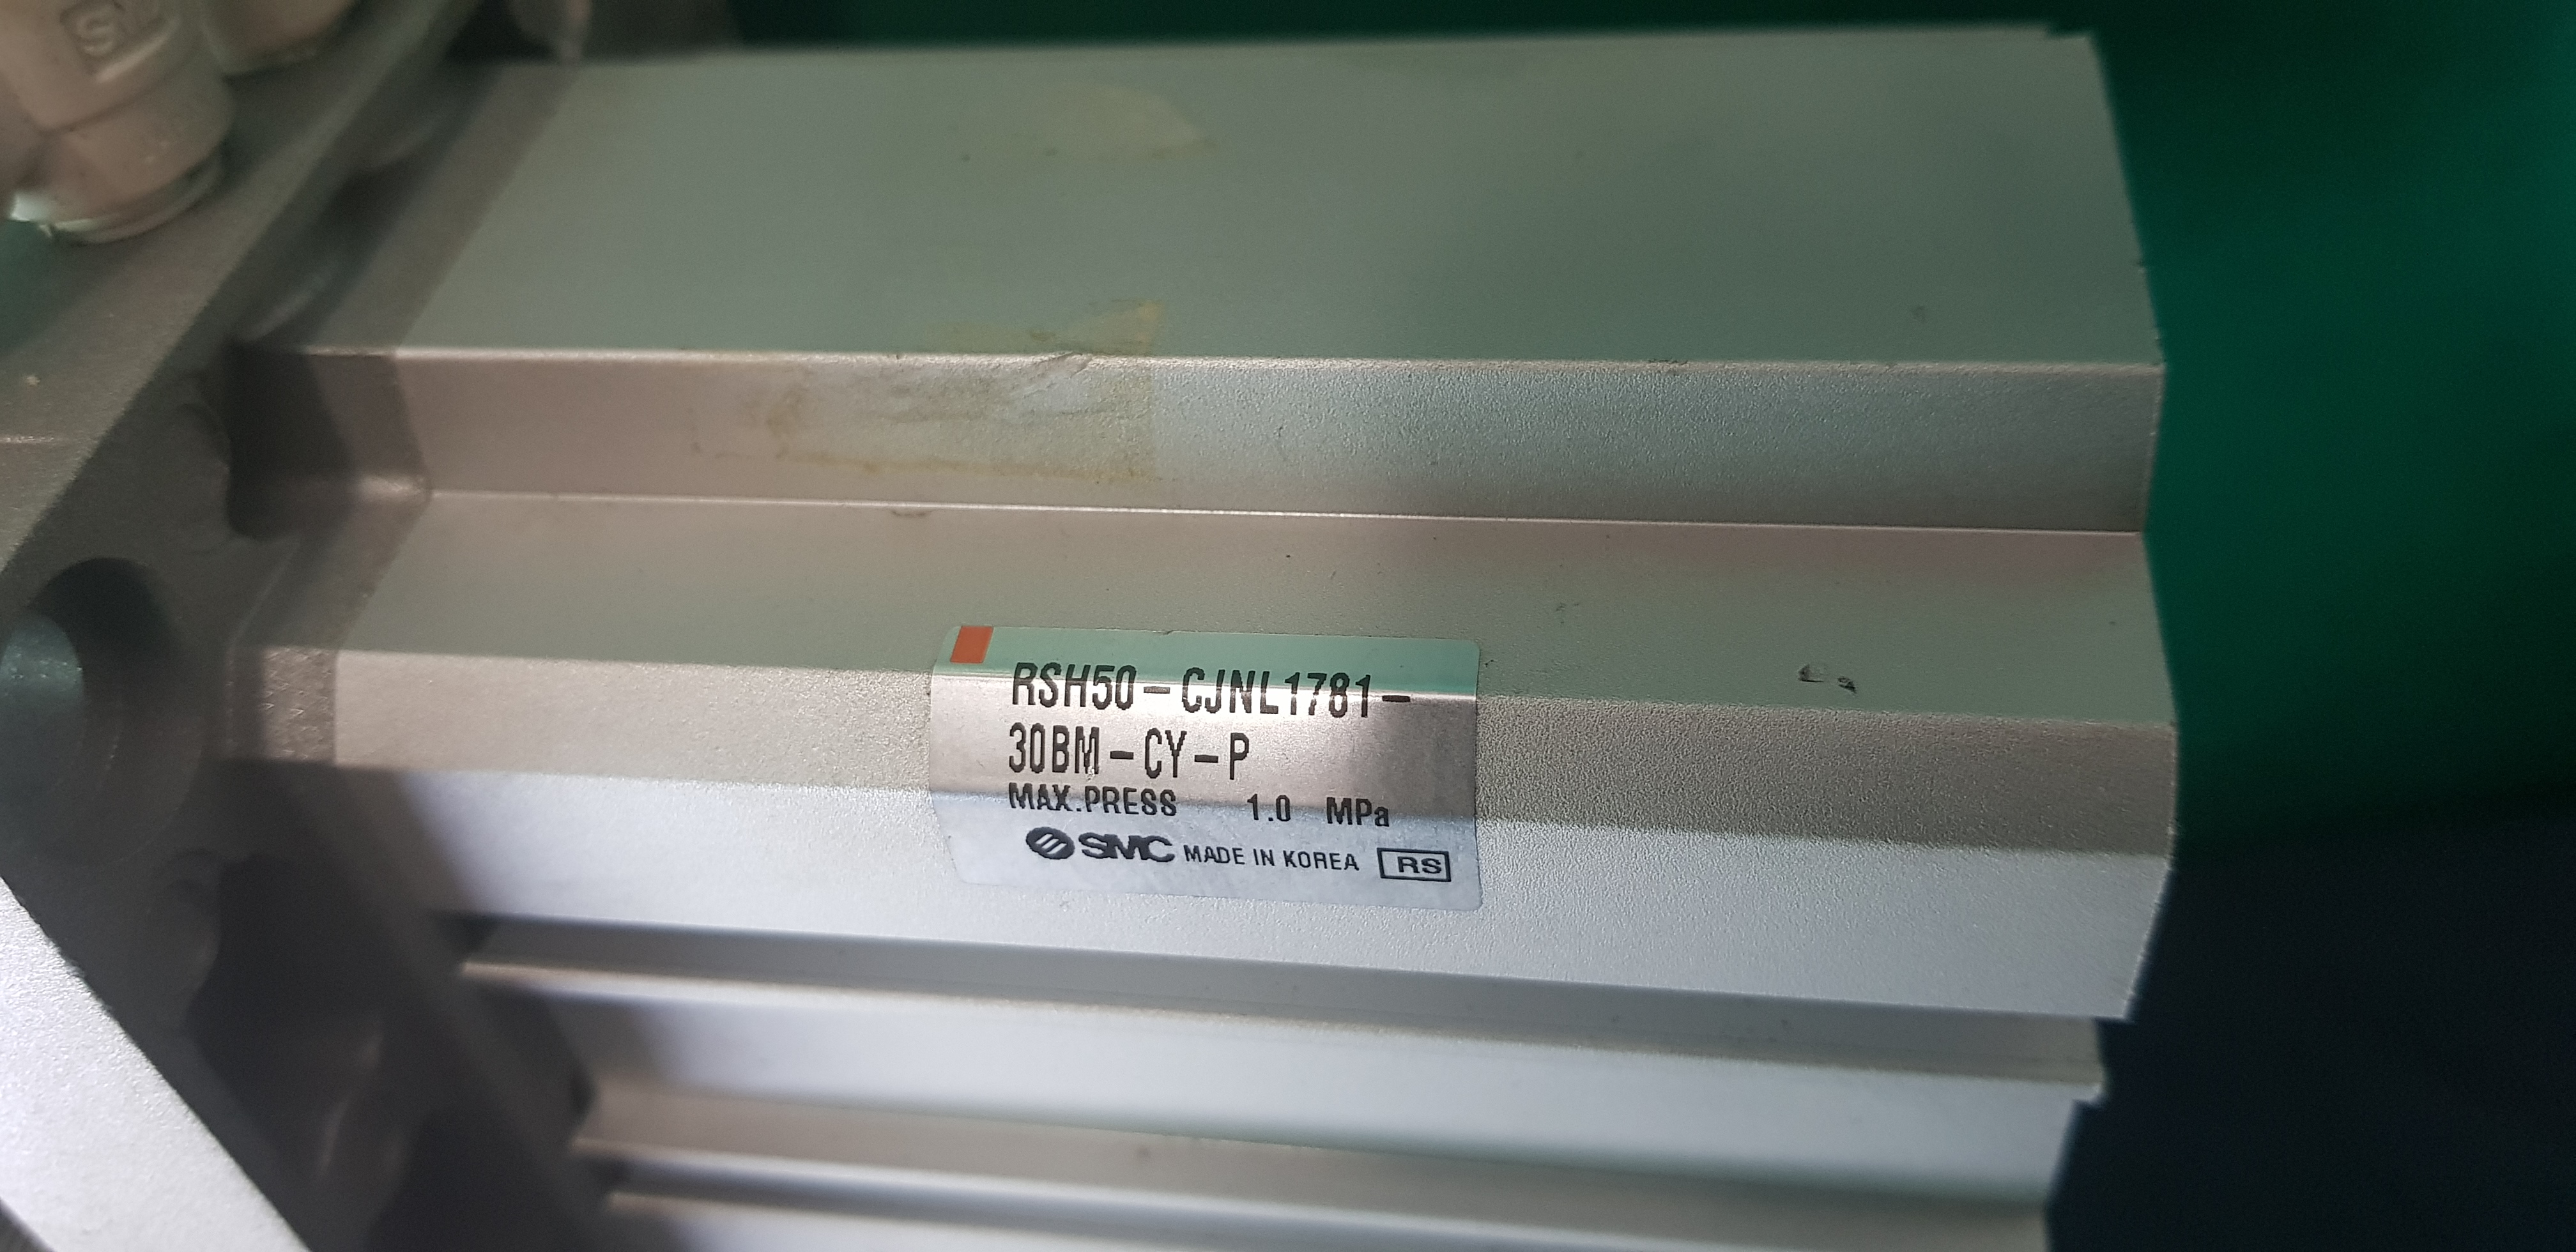 RSH50-CJNL1781-
30BM-CY-P
MAX.PRESS 1.0 MPa
SMC MADE IN KOREA RS